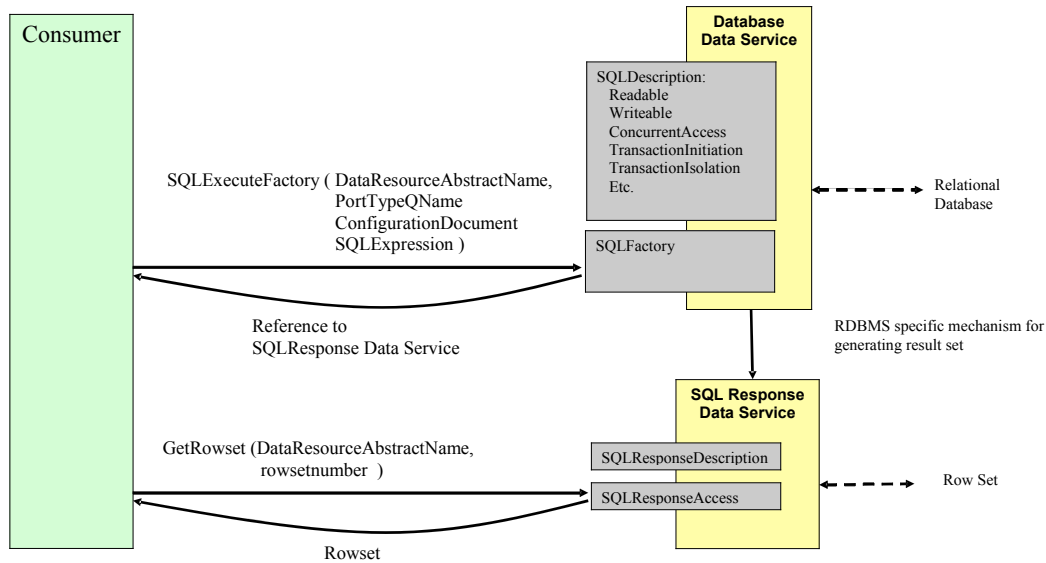 Consumer
Database
Data Service
SQLDescription:
Readable
Writeable
ConcurrentAccess
TransactionInitiation
TransactionIsolation
Etc.
SQLExecuteFactory ( DataResourceAbstractName,
PortTypeQName
ConfigurationDocument
SQLExpression )
Relational
Database
SQLFactory
Reference to
SQLResponse Data Service
RDBMS specific mechanism for
generating result set
SQL Response
Data Service
GetRowset (DataResourceAbstractName,
rowsetnumber )
SQLResponseDescription
SQLResponseAccess
Row Set
Rowset